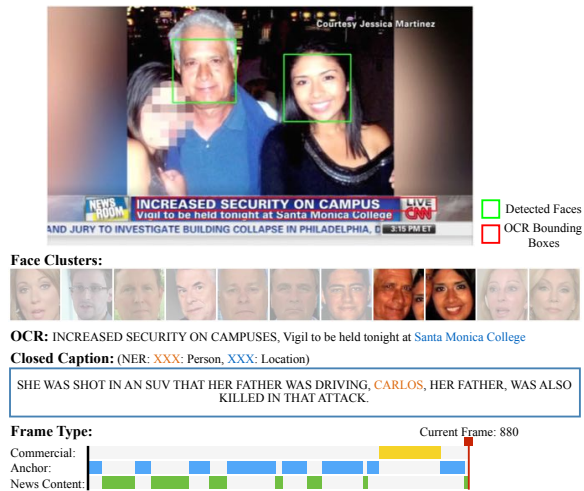 Courtesy Jessica Martinez
NEWS ROOM
INCREASED SECURITY ON CAMPUS
LIVE
CNN
Vigil to be held tonight at Santa Monica College
AND JURY TO INVESTIGATE BUILDING COLLAPSE IN PHILADELPHIA, D
3:15 PM ET
Detected Faces
OCR Bounding
Boxes
Face Clusters:
OCR: INCREASED SECURITY ON CAMPUSES, Vigil to be held tonight at Santa Monica College
Closed Caption: (NER: XXX: Person, XXX: Location)
SHE WAS SHOT IN AN SUV THAT HER FATHER WAS DRIVING, CARLOS, HER FATHER, WAS ALSO
KILLED IN THAT ATTACK.
Frame Type:
Current Frame: 880
Commercial:
Anchor:
News Content: